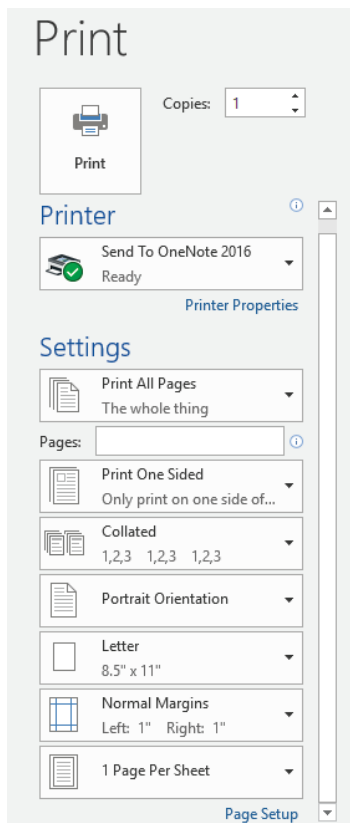 Print
Copies: 1
Print
Printer
Send To OneNote 2016
Ready
Printer Properties
Settings
Print All Pages
The whole thing
Pages:
Print One Sided
Only print on one side of...
Collated
1,2,3 1,2,3 1,2,3
Portrait Orientation
Letter
8.5" x 11"
Normal Margins
Left: 1" Right: 1"
1 Page Per Sheet
Page Setup